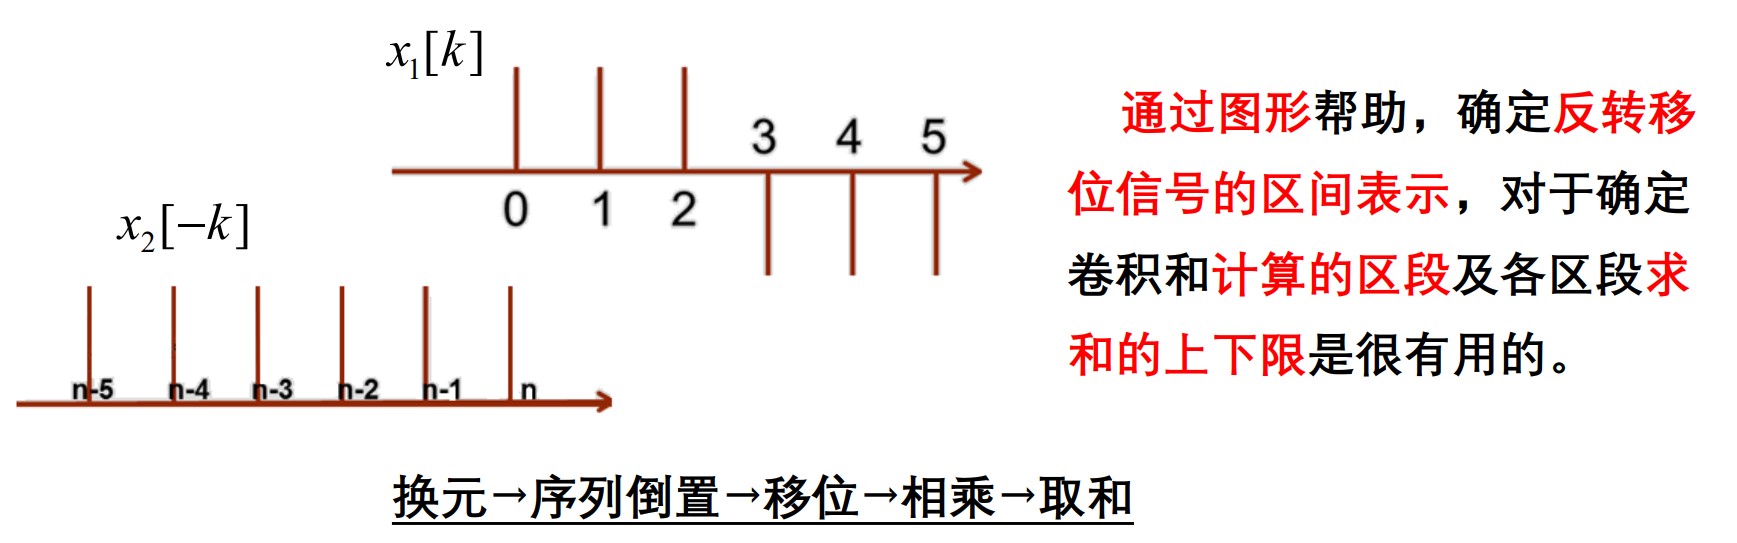 x₁[k]
3 4 5
0 1 2
x₂[−k]
n-5 n-4 n-3 n-2 n-1 n
通过图形帮助，确定反转移
位信号的区间表示，对于确定
卷积和计算的区段及各区段求
和的上下限是很有用的。
换元→序列倒置→移位→相乘→取和